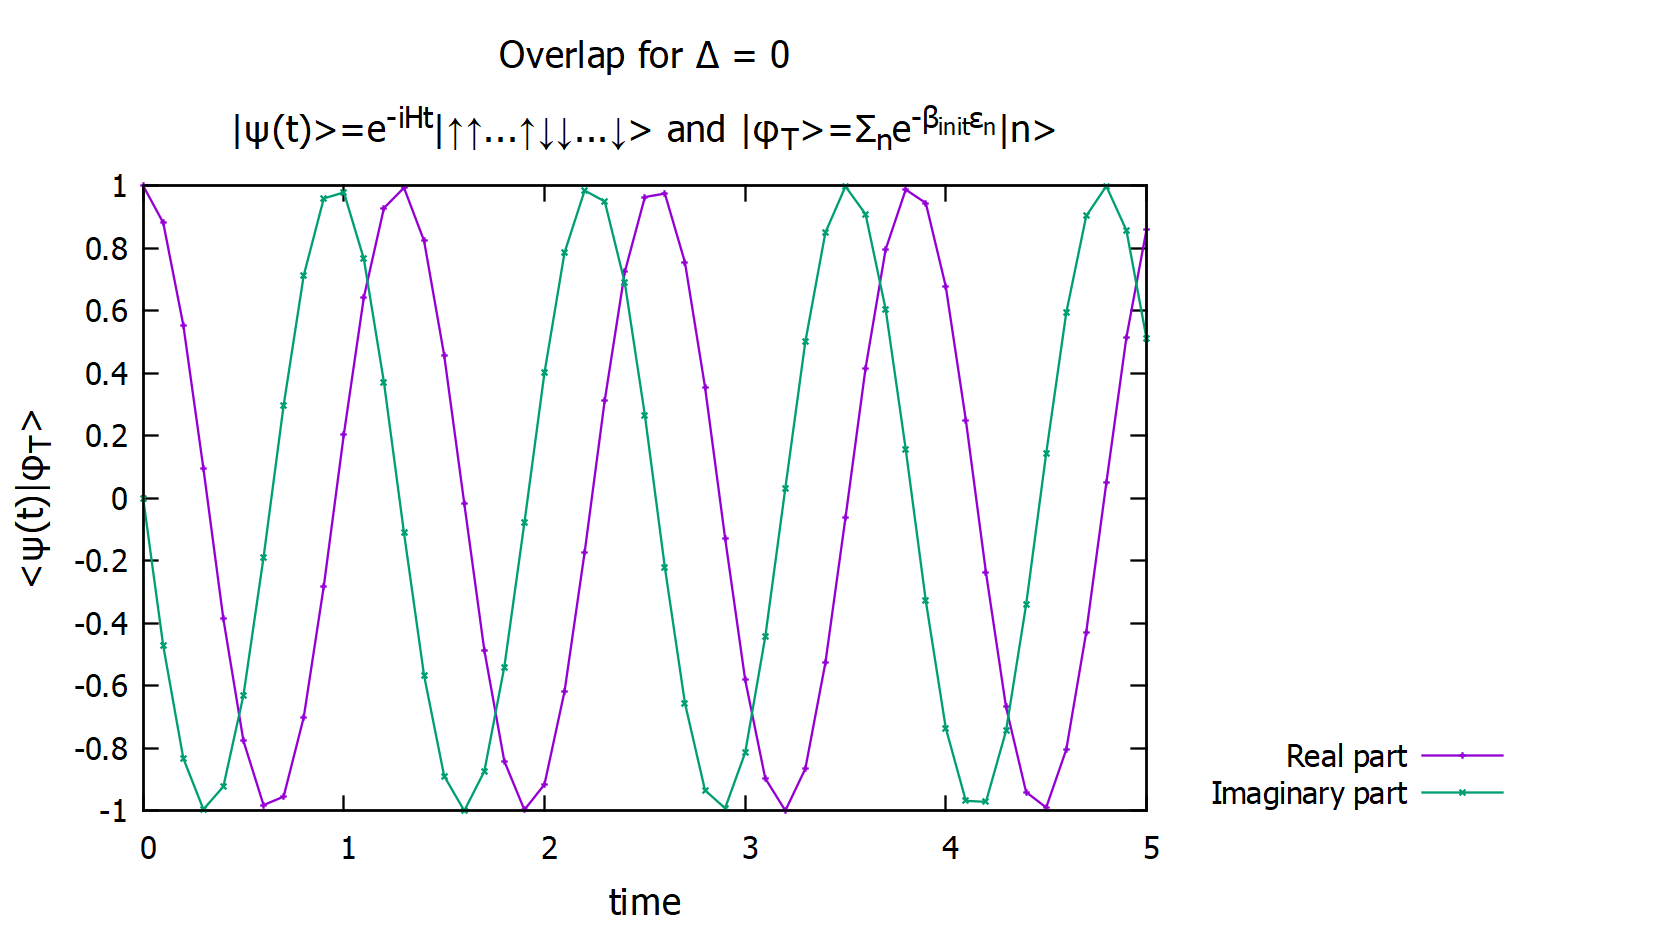 Overlap for Δ = 0
|ψ(t)>=e-iHt|↑↑...↑↓↓...↓> and |φT>=Σne-βinitεn|n>
1
0.8
0.6
0.4
0.2
0
-0.2
-0.4
-0.6
-0.8
-1
<ψ(t)|φT>
0 1 2 3 4 5
time
Real part
Imaginary part